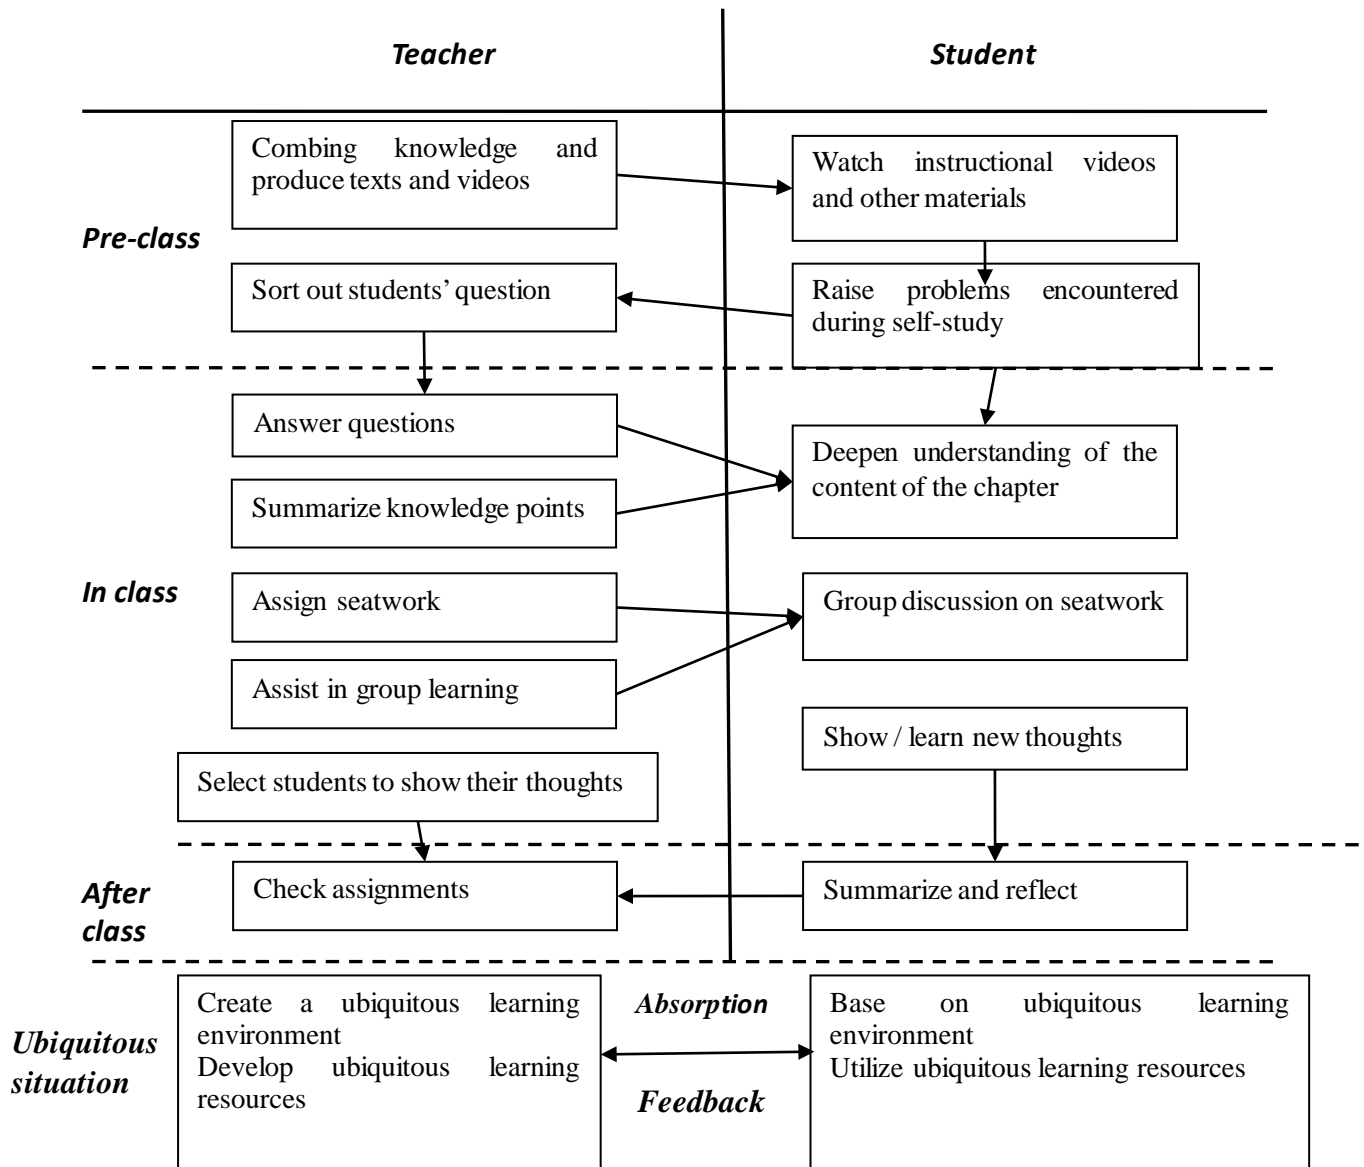 Teacher
Student
Combing knowledge and
produce texts and videos
Watch instructional videos
and other materials
Pre-class
Sort out students' question
Raise problems encountered
during self-study
Answer questions
Deepen understanding of the
content of the chapter
Summarize knowledge points
In class
Assign seatwork
Group discussion on seatwork
Assist in group learning
Show / learn new thoughts
Select students to show their thoughts
Check assignments
Summarize and reflect
After
class
Create a ubiquitous learning
environment
Develop ubiquitous learning
resources
Absorption
Feedback
Base on ubiquitous learning
environment
Utilize ubiquitous learning resources
Ubiquitous
situation